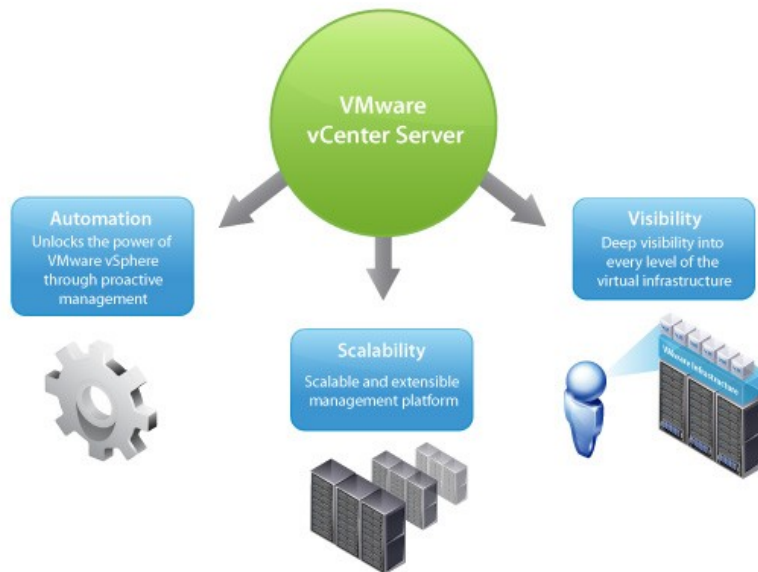 VMware
vCenter Server
Automation
Unlocks the power of
VMware vSphere
through proactive
management
Scalability
Scalable and extensible
management platform
Visibility
Deep visibility into
every level of the
virtual infrastructure
VMware Infrastructure